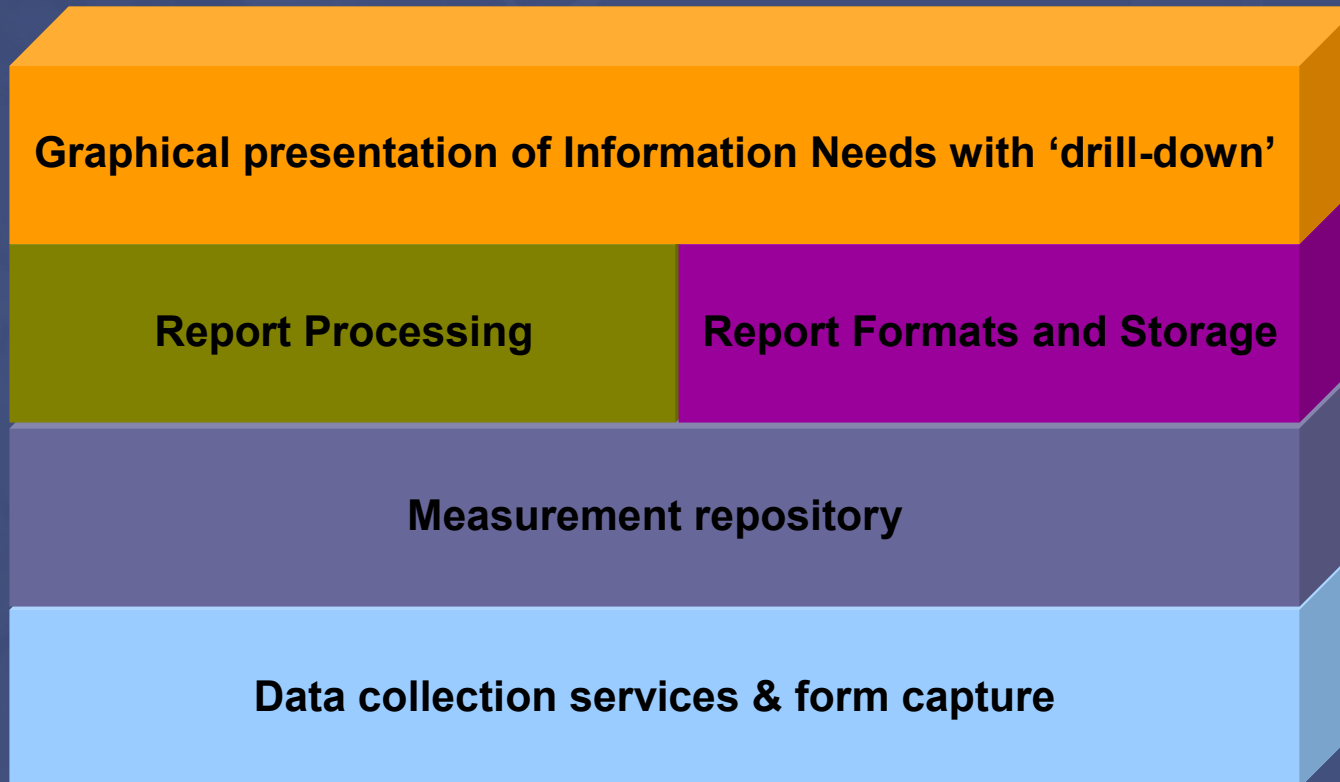 Graphical presentation of Information Needs with ‘drill-down’
Report Processing
Report Formats and Storage
Measurement repository
Data collection services & form capture